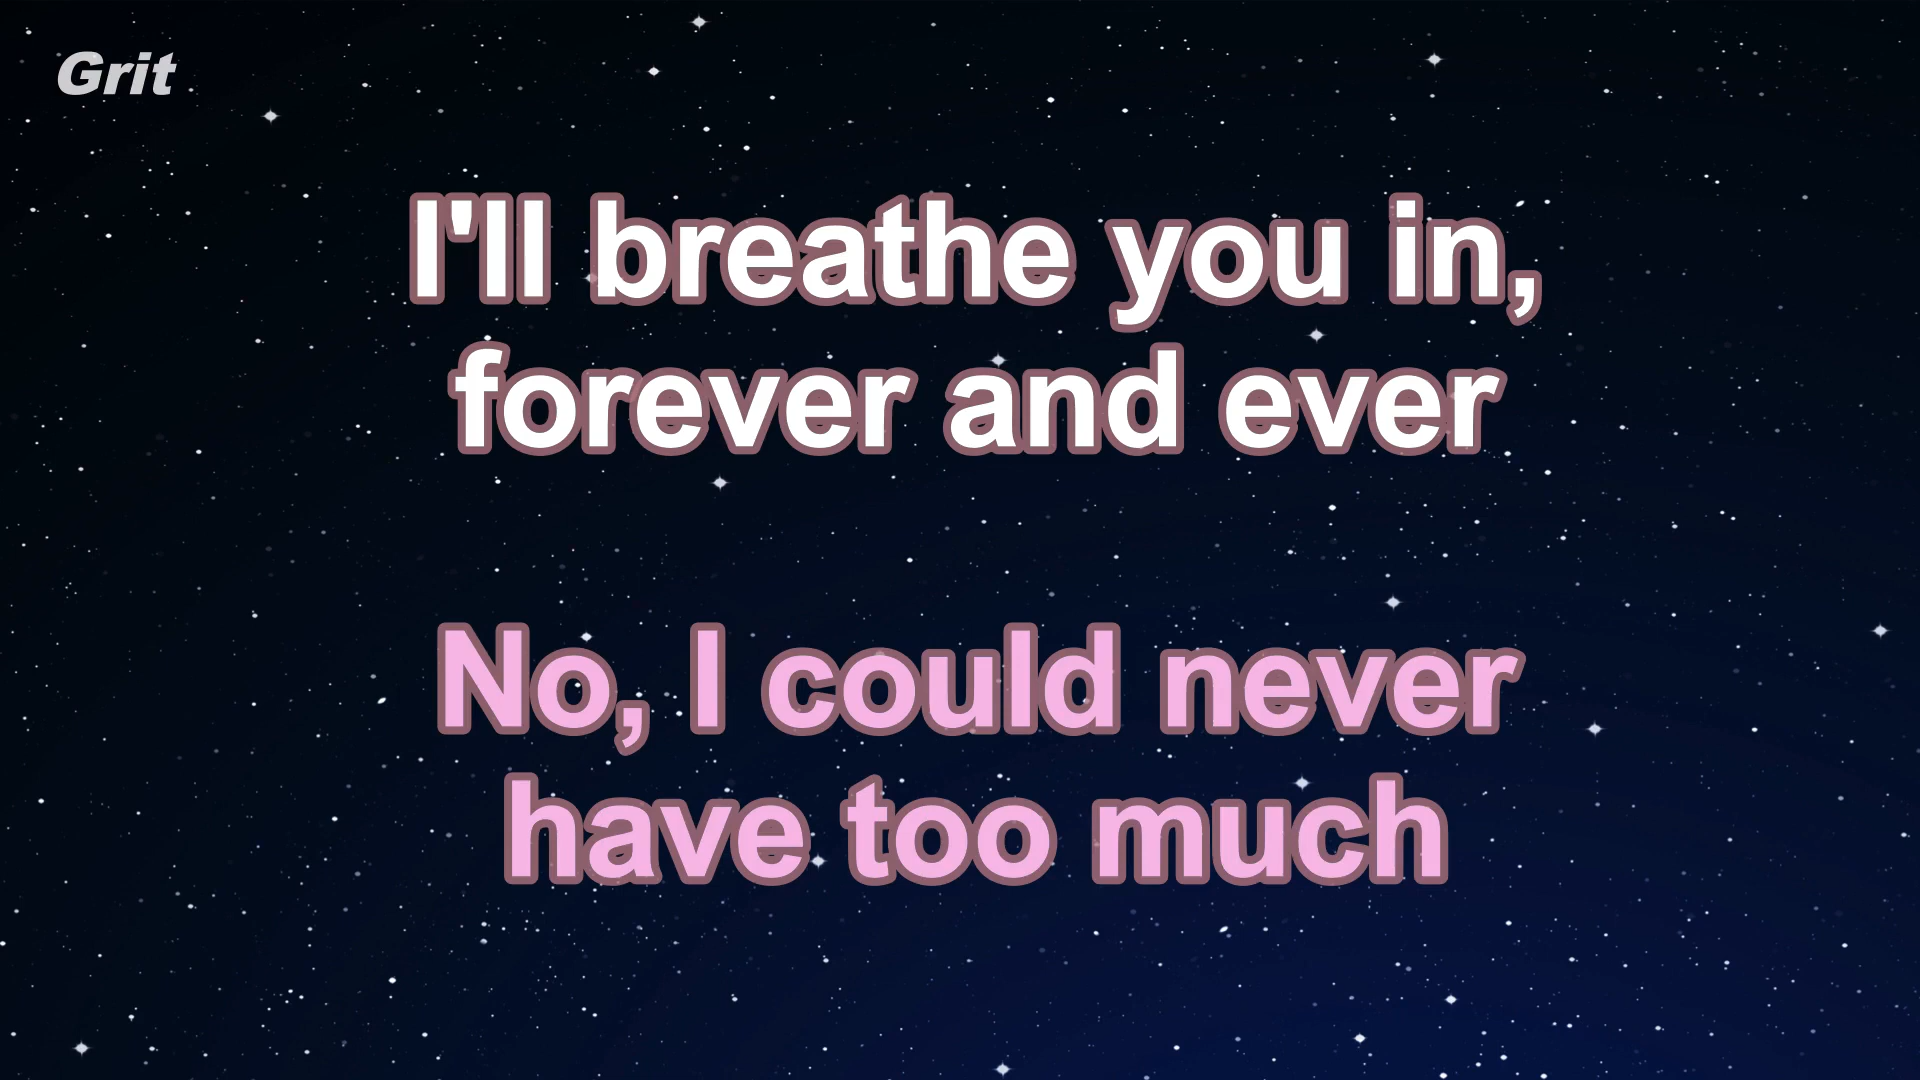 Grit
I'll breathe you in,
forever and ever
No, I could never
have too much